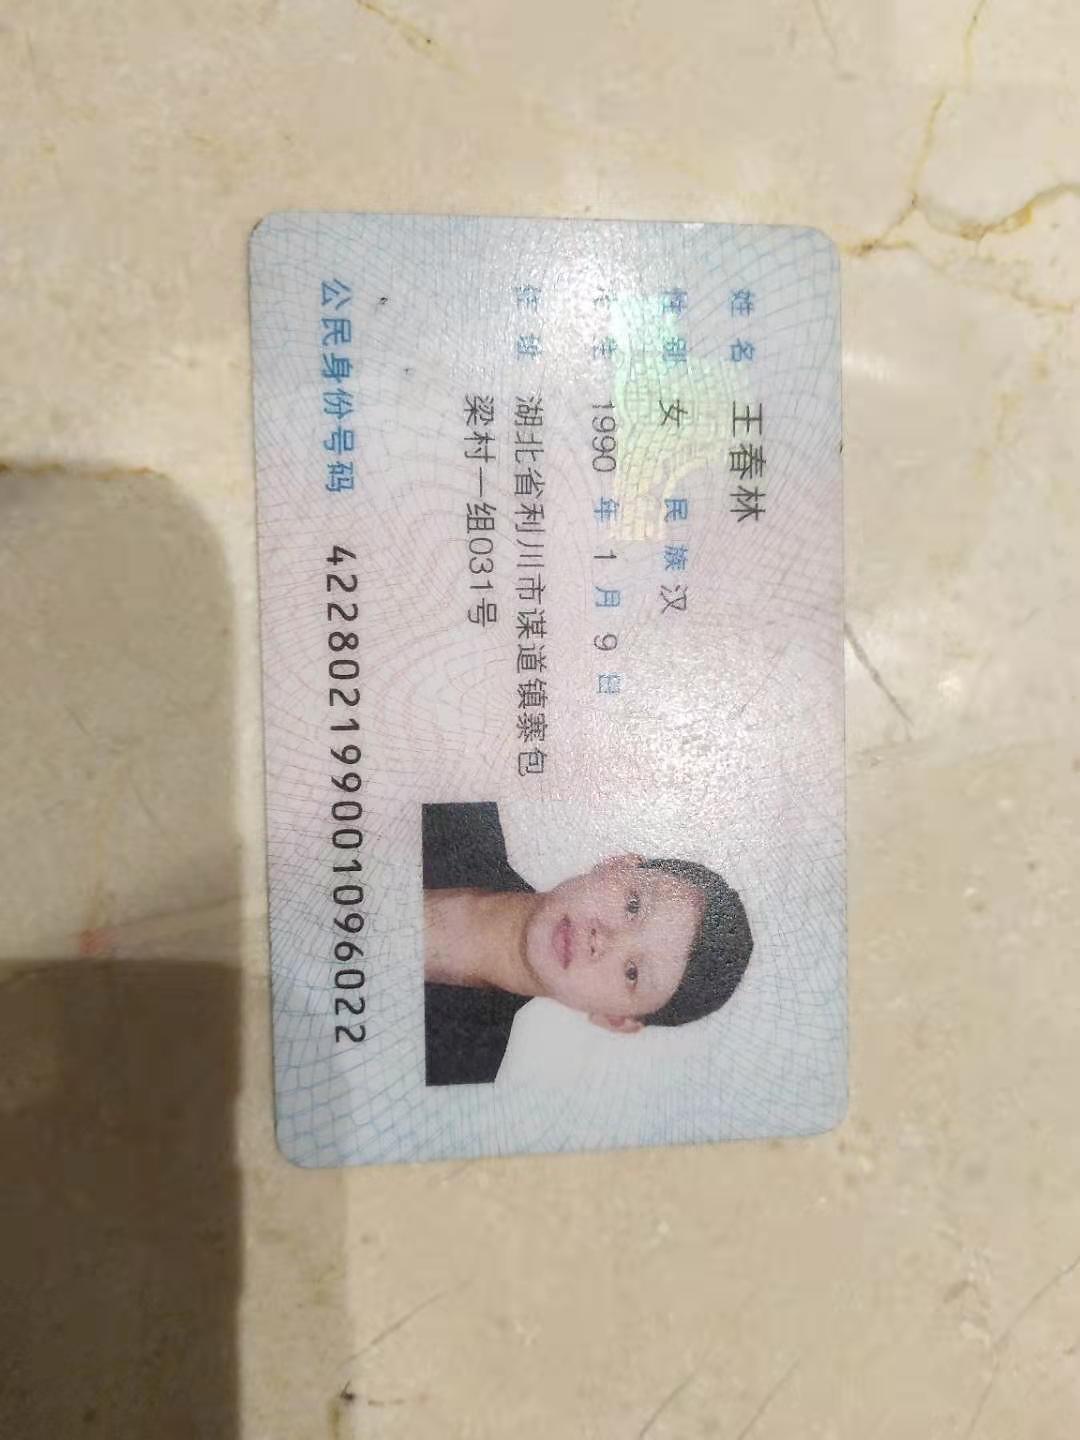 姓名 王春林
性别 女 民族 汉
出生 1990 年 1 月 9 日
住址 湖北省利川市谋道镇寨包
梁村一组031号
公民身份号码 422802199001096022